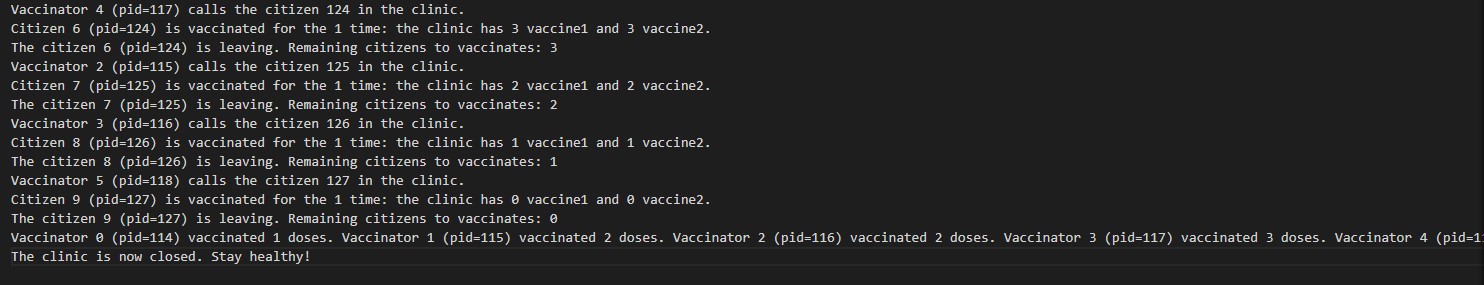 Vaccinator 4 (pid=117) calls the citizen 124 in the clinic.
Citizen 6 (pid=124) is vaccinated for the 1 time: the clinic has 3 vaccine1 and 3 vaccine2.
The citizen 6 (pid=124) is leaving. Remaining citizens to vaccinates: 3
Vaccinator 2 (pid=115) calls the citizen 125 in the clinic.
Citizen 7 (pid=125) is vaccinated for the 1 time: the clinic has 2 vaccine1 and 2 vaccine2.
The citizen 7 (pid=125) is leaving. Remaining citizens to vaccinates: 2
Vaccinator 3 (pid=116) calls the citizen 126 in the clinic.
Citizen 8 (pid=126) is vaccinated for the 1 time: the clinic has 1 vaccine1 and 1 vaccine2.
The citizen 8 (pid=126) is leaving. Remaining citizens to vaccinates: 1
Vaccinator 5 (pid=118) calls the citizen 127 in the clinic.
Citizen 9 (pid=127) is vaccinated for the 1 time: the clinic has 0 vaccine1 and 0 vaccine2.
The citizen 9 (pid=127) is leaving. Remaining citizens to vaccinates: 0
Vaccinator 0 (pid=114) vaccinated 1 doses. Vaccinator 1 (pid=115) vaccinated 2 doses. Vaccinator 2 (pid=116) vaccinated 2 doses. Vaccinator 3 (pid=117) vaccinated 3 doses. Vaccinator 4
The clinic is now closed. Stay healthy!